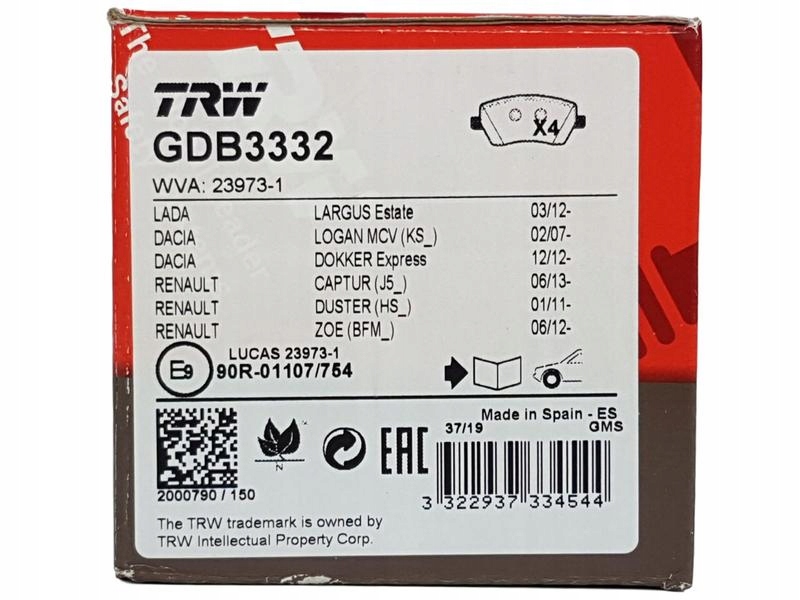 TRW
X4
GDB3332
WVA: 23973-1
LADA LARGUS Estate 03/12-
DACIA LOGAN MCV (KS_) 02/07-
DACIA DOKKER Express 12/12-
RENAULT CAPTUR (J5_) 06/13-
RENAULT DUSTER (HS_) 01/11-
RENAULT ZOE (BFM_) 06/12-
E9 LUCAS 23973-1
90R-01107/754
Made in Spain - ES
37/19 GMS
N
EAC
2000790 / 150
3 322937 334544
The TRW trademark is owned by
TRW Intellectual Property Corp.